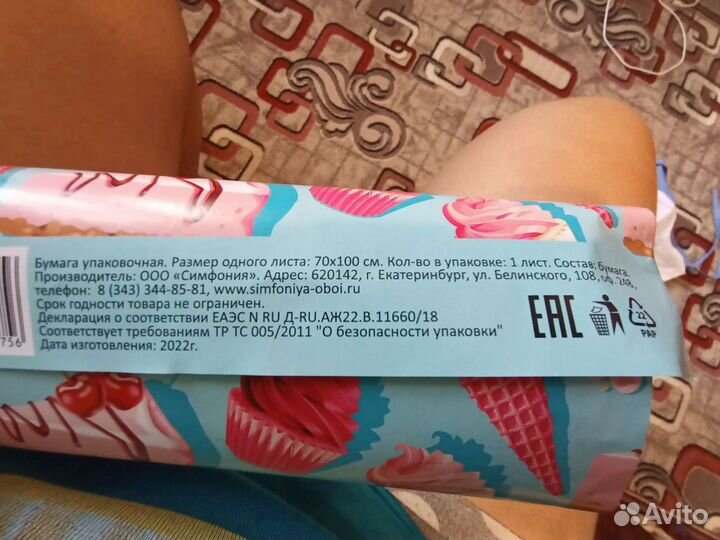 Бумага упаковочная. Размер одного листа: 70х100 см. Кол-во в упаковке: 1 лист. Состав: бумага.
Производитель: ООО «Симфония». Адрес: 620142, г. Екатеринбург, ул. Белинского, 108, оф. 248,
телефон: 8 (343) 344-85-81, www.simfoniya-oboi.ru
Срок годности товара не ограничен.
Декларация о соответствии ЕАЭС N RU Д-RU.АЖ22.В.11660/18
Соответствует требованиям ТР ТС 005/2011 "О безопасности упаковки"
Дата изготовления: 2022г.
756
EAC
PAP
Avito